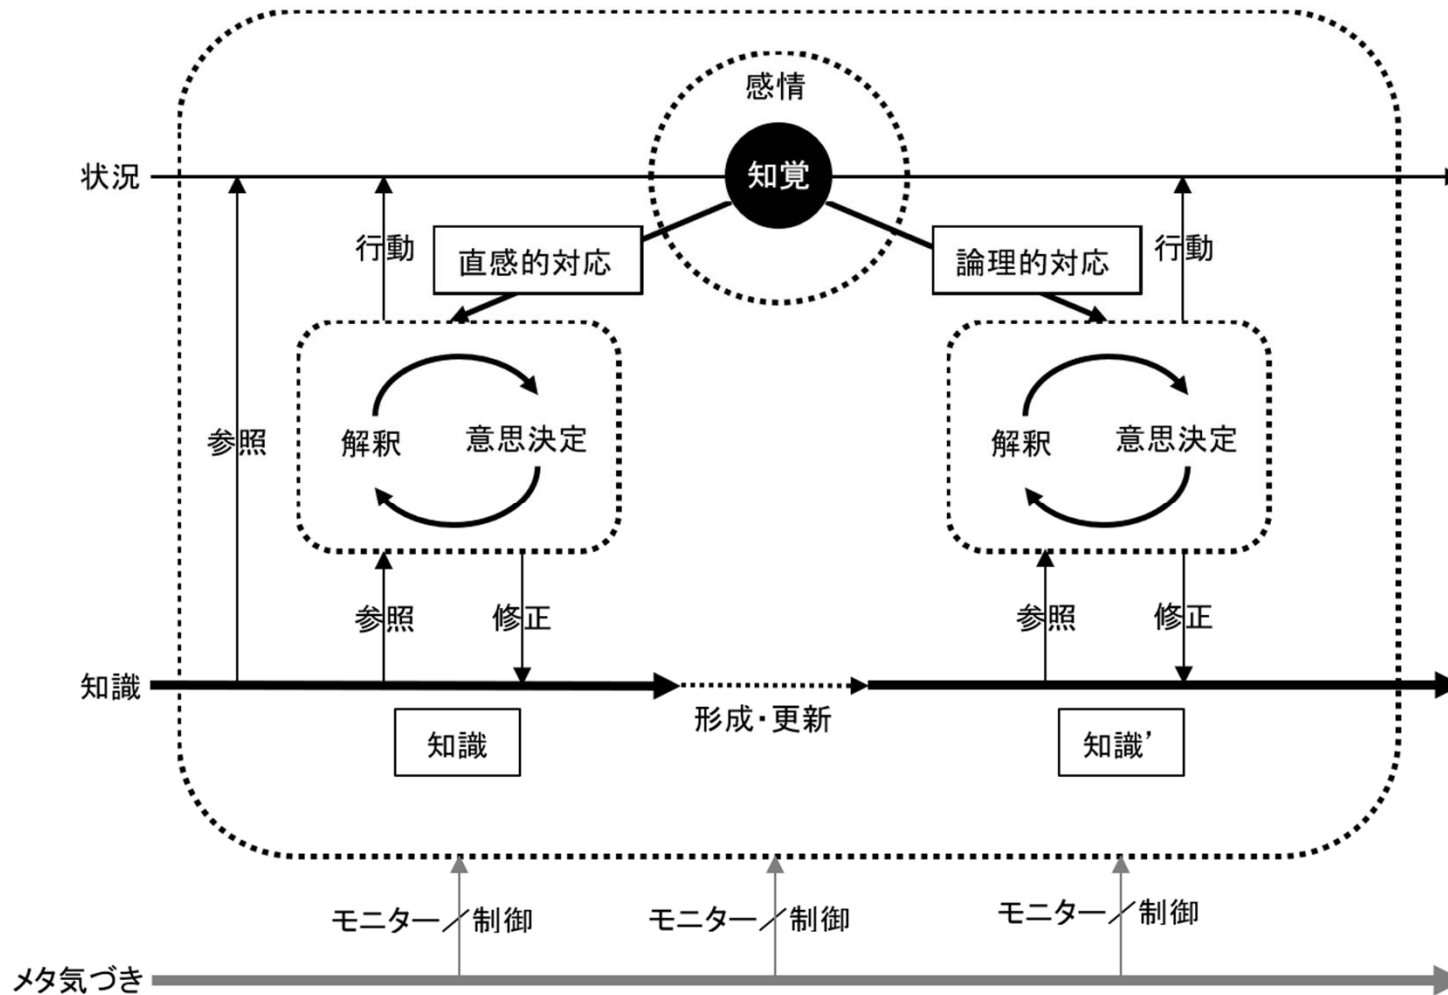 感情
状況
知覚
行動
直感的対応
論理的対応
行動
参照
解釈
意思決定
解釈
意思決定
参照
修正
参照
修正
知識
形成・更新
知識
知識’
モニター／制御
モニター／制御
モニター／制御
メタ気づき